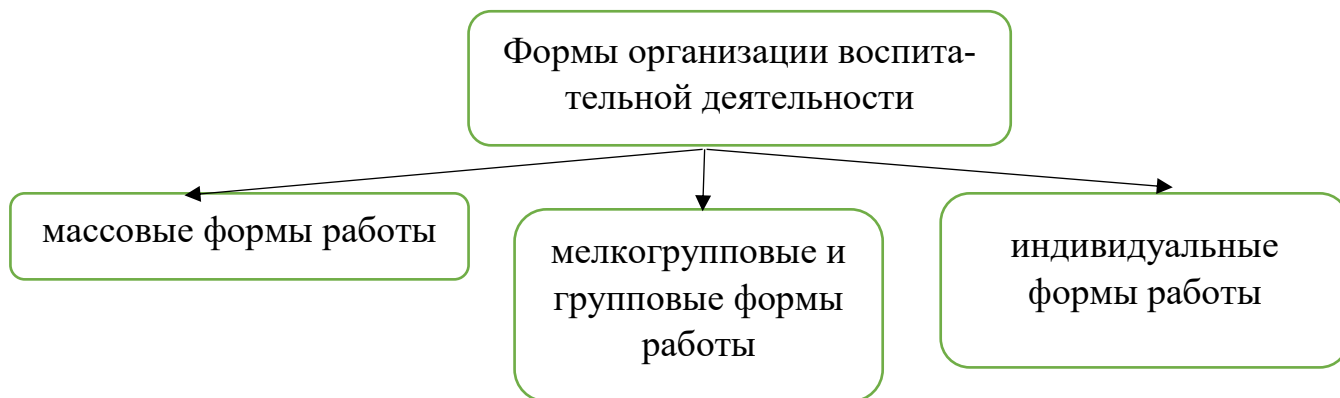 Формы организации воспита-
тельной деятельности
массовые формы работы
мелкогрупповые и
групповые формы
работы
индивидуальные
формы работы